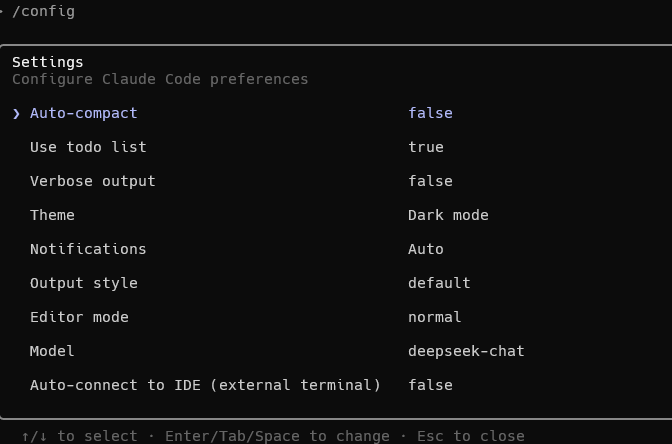 /config
Settings
Configure Claude Code preferences
❯ Auto-compact false
Use todo list true
Verbose output false
Theme Dark mode
Notifications Auto
Output style default
Editor mode normal
Model deepseek-chat
Auto-connect to IDE (external terminal) false
↑/↓ to select · Enter/Tab/Space to change · Esc to close